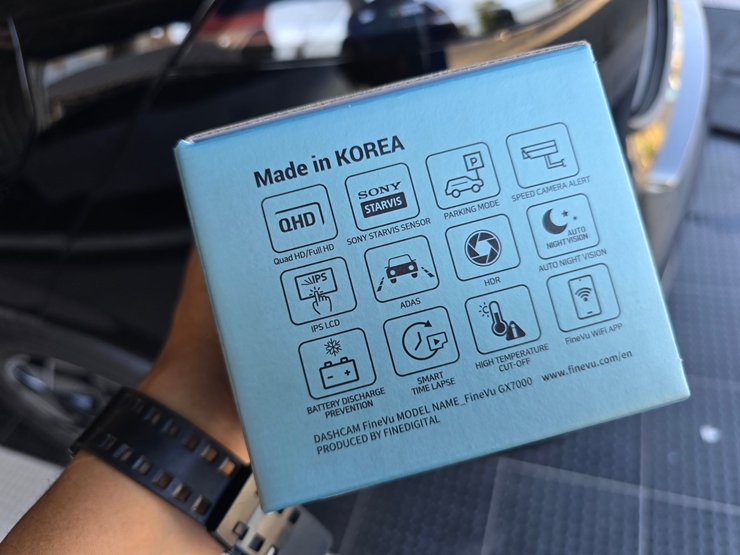 Made in KOREA
QHD
SONY
STARVIS
P
Quad HD/Full HD
SONY STARVIS SENSOR
PARKING MODE
SPEED CAMERA ALERT
IPS
AUTO
NIGHT VISION
IPS LCD
ADAS
HDR
AUTO NIGHT VISION
BATTERY DISCHARGE
PREVENTION
SMART
TIME LAPSE
HIGH TEMPERATURE
CUT-OFF
FineVu WIFI APP
DASHCAM FineVu MODEL NAME_FineVu GX7000 www.finevu.com/en
PRODUCED BY FINEDIGITAL